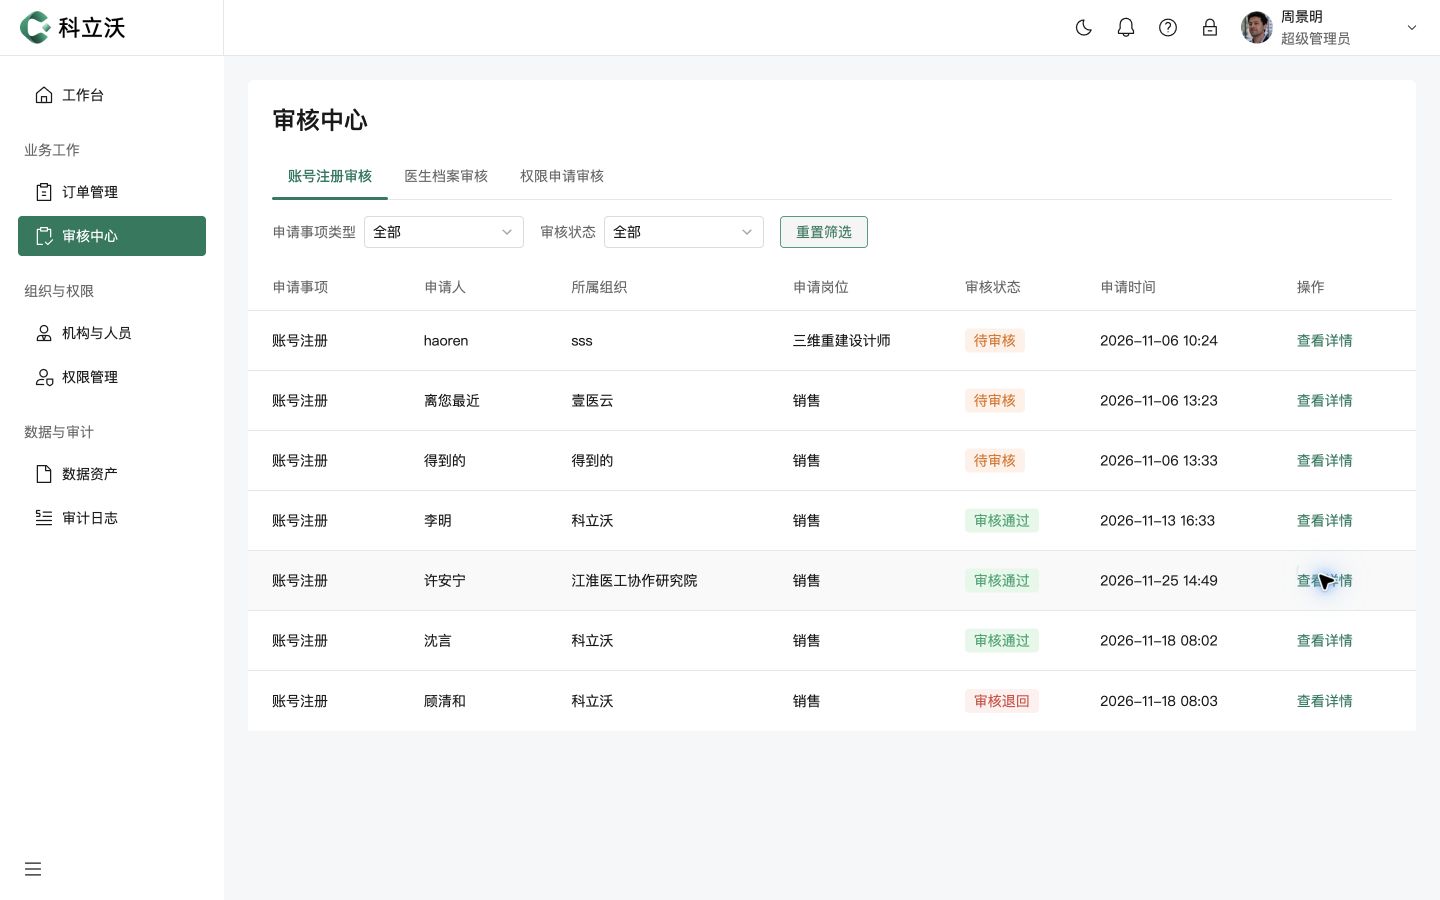 科立沃
周景明
超级管理员
工作台
业务工作
订单管理
审核中心
组织与权限
机构与人员
权限管理
数据与审计
数据资产
审计日志
审核中心
账号注册审核 医生档案审核 权限申请审核
申请事项类型 全部 审核状态 全部 重置筛选
申请事项 申请人 所属组织 申请岗位 审核状态 申请时间 操作
账号注册 haoren sss 三维重建设计师 待审核 2026-11-06 10:24 查看详情
账号注册 离您最近 壹医云 销售 待审核 2026-11-06 13:23 查看详情
账号注册 得到的 得到的 销售 待审核 2026-11-06 13:33 查看详情
账号注册 李明 科立沃 销售 审核通过 2026-11-13 16:33 查看详情
账号注册 许安宁 江淮医工协作研究院 销售 审核通过 2026-11-25 14:49 查看详情
账号注册 沈言 科立沃 销售 审核通过 2026-11-18 08:02 查看详情
账号注册 顾清和 科立沃 销售 审核退回 2026-11-18 08:03 查看详情